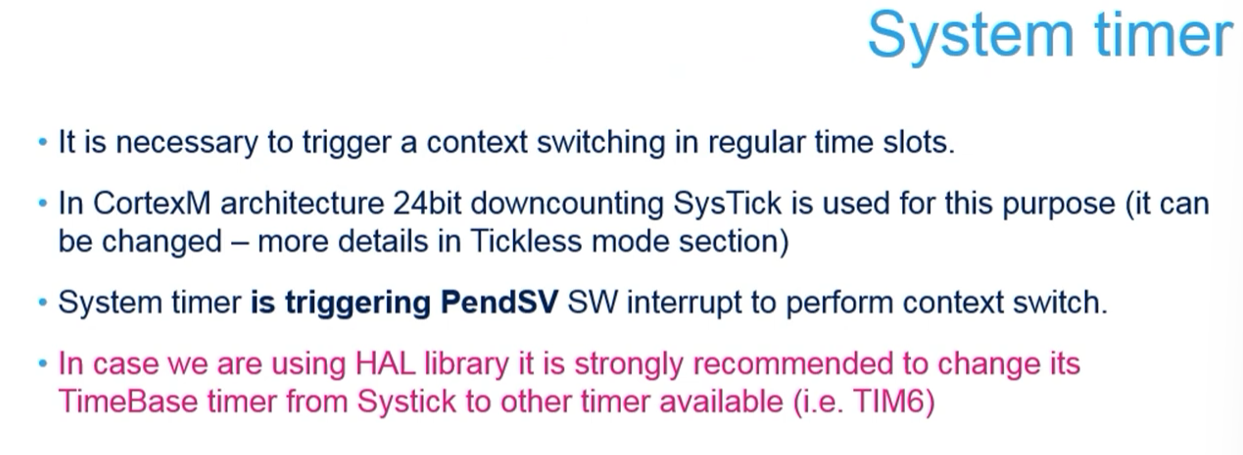 System timer
• It is necessary to trigger a context switching in regular time slots.
• In CortexM architecture 24bit downcounting SysTick is used for this purpose (it can
be changed – more details in Tickless mode section)
• System timer is triggering PendSV SW interrupt to perform context switch.
• In case we are using HAL library it is strongly recommended to change its
TimeBase timer from Systick to other timer available (i.e. TIM6)